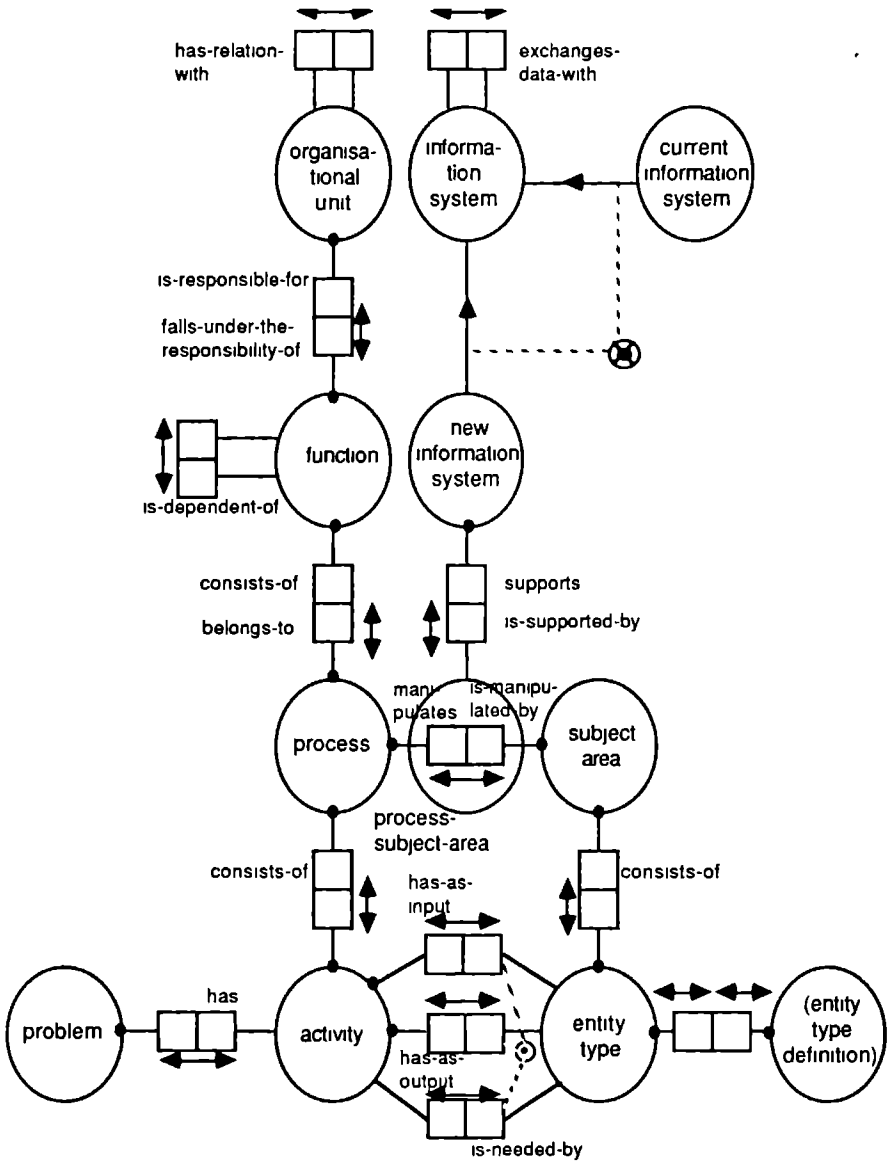 has-relation-
with
exchanges-
data-with
organisa-
tional
unit
informa-
tion
system
current
information
system
is-responsible-for
falls-under-the-
responsibility-of
function
new
information
system
is-dependent-of
consists-of
belongs-to
supports
is-supported-by
mani-
pulates
is-manipu-
lated-by
process
subject
area
process-
subject-area
consists-of
has-as-
input
consists-of
problem
has
activity
has-as-
output
entity
type
(entity
type
definition)
is-needed-by